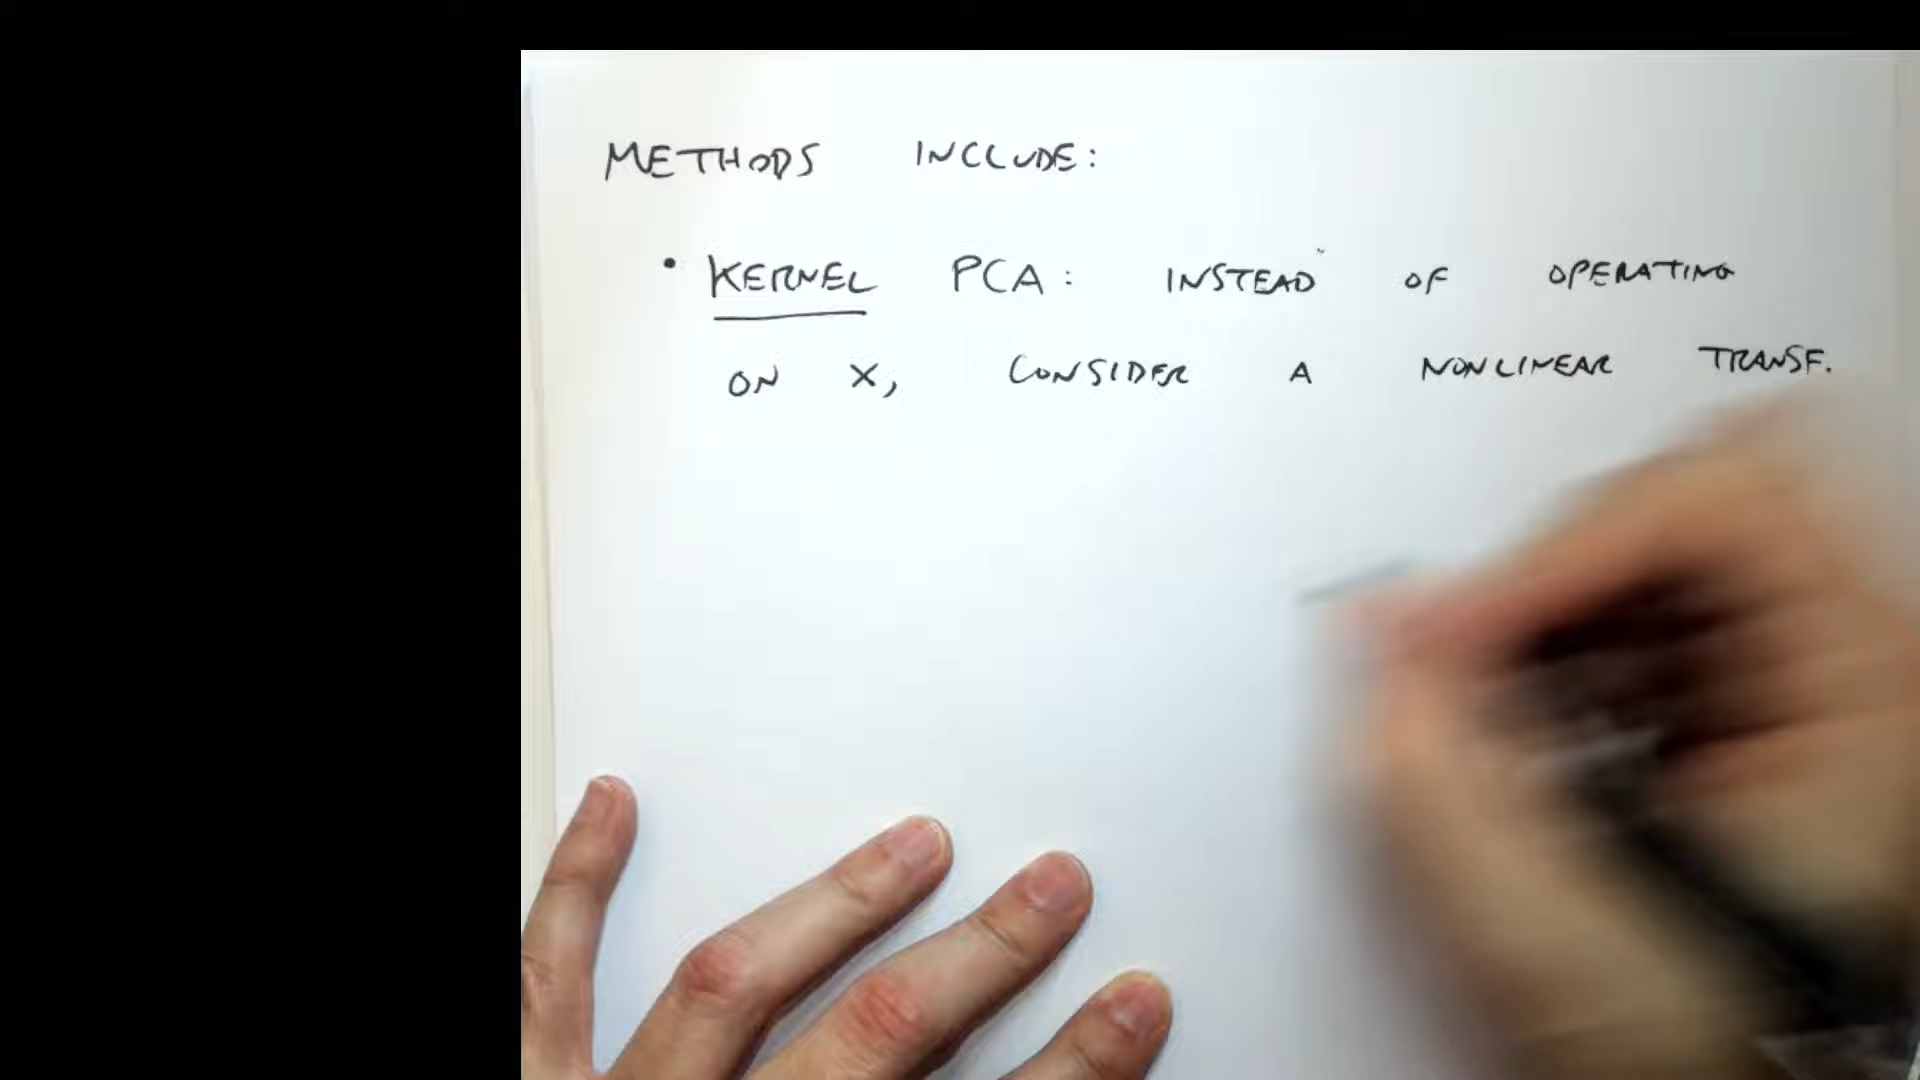 METHODS INCLUDE:
• KERNEL PCA: INSTEAD OF OPERATING
ON X, CONSIDER A NONLINEAR TRANSF.